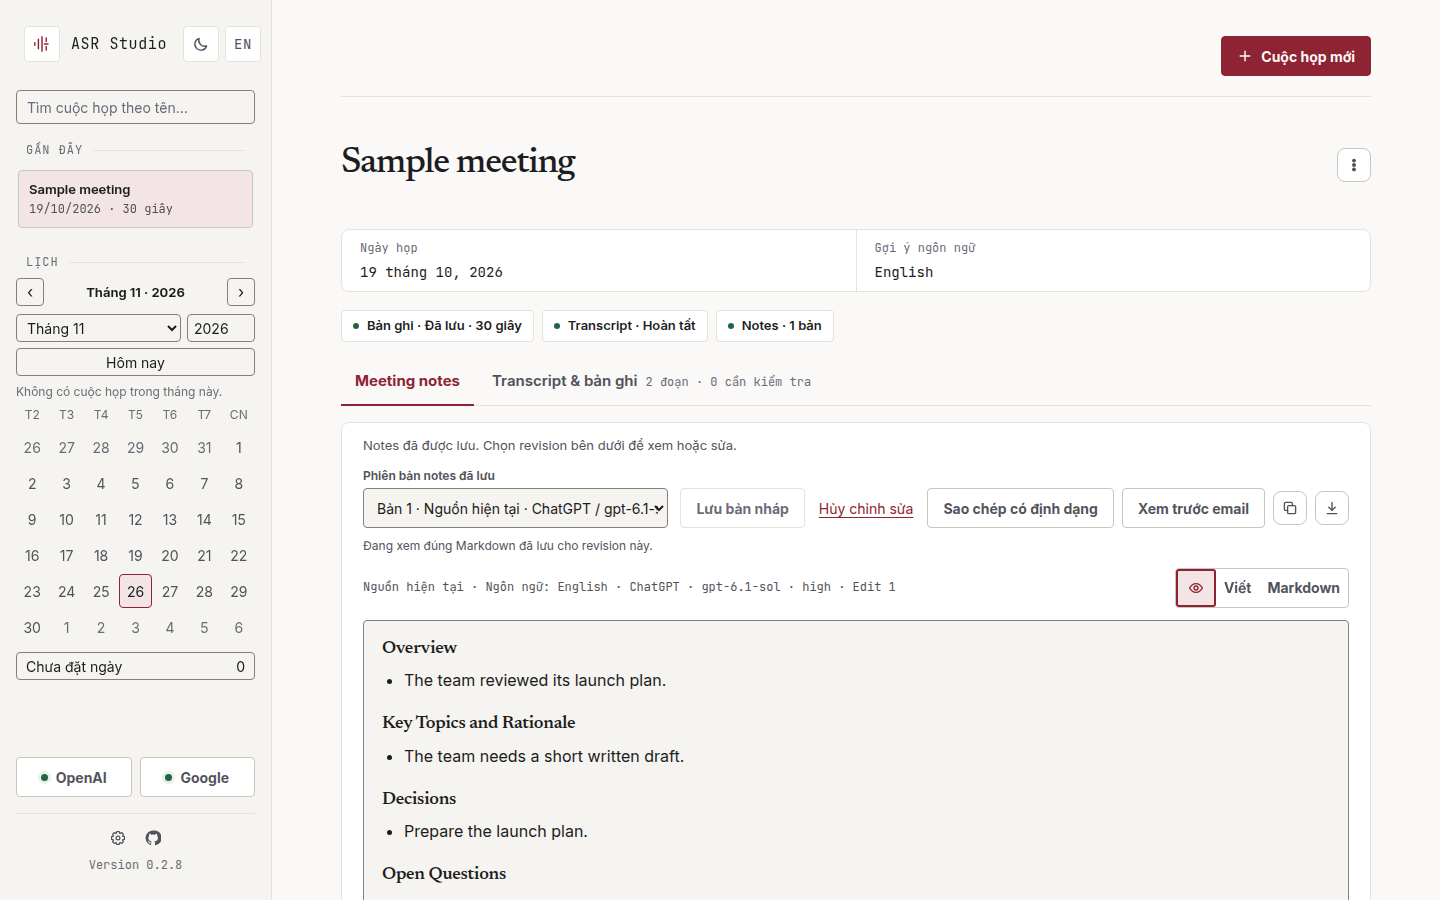 ASR Studio
EN
Tìm cuộc họp theo tên...
GẦN ĐÂY
Sample meeting
19/10/2026 · 30 giây
LỊCH
‹ Tháng 11 · 2026 ›
Tháng 11 2026
Hôm nay
Không có cuộc họp trong tháng này.
T2 T3 T4 T5 T6 T7 CN
26 27 28 29 30 31 1
2 3 4 5 6 7 8
9 10 11 12 13 14 15
16 17 18 19 20 21 22
23 24 25 26 27 28 29
30 1 2 3 4 5 6
Chưa đặt ngày 0
OpenAI Google
Version 0.2.8
+ Cuộc họp mới
Sample meeting
Ngày họp
19 tháng 10, 2026
Gợi ý ngôn ngữ
English
Bản ghi · Đã lưu · 30 giây
Transcript · Hoàn tất
Notes · 1 bản
Meeting notes
Transcript & bản ghi 2 đoạn · 0 cần kiểm tra
Notes đã được lưu. Chọn revision bên dưới để xem hoặc sửa.
Phiên bản notes đã lưu
Bản 1 · Nguồn hiện tại · ChatGPT / gpt-6.1-
Lưu bản nháp
Hủy chỉnh sửa
Sao chép có định dạng
Xem trước email
Đang xem đúng Markdown đã lưu cho revision này.
Nguồn hiện tại · Ngôn ngữ: English · ChatGPT · gpt-6.1-sol · high · Edit 1
Viết Markdown
Overview
• The team reviewed its launch plan.
Key Topics and Rationale
• The team needs a short written draft.
Decisions
• Prepare the launch plan.
Open Questions